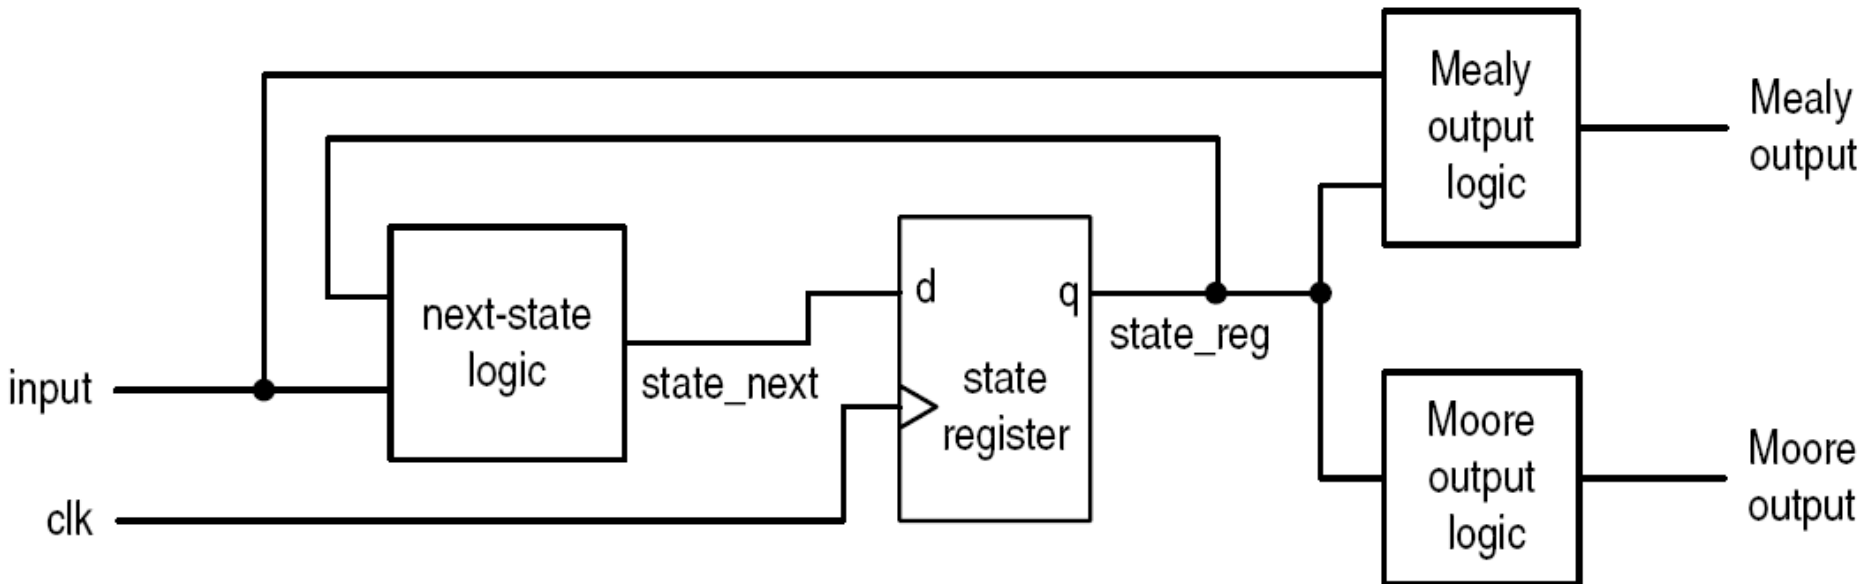 Mealy
output
logic
Mealy
output
next-state
logic
d
q
state_reg
state_next
state
register
input
clk
Moore
output
logic
Moore
output